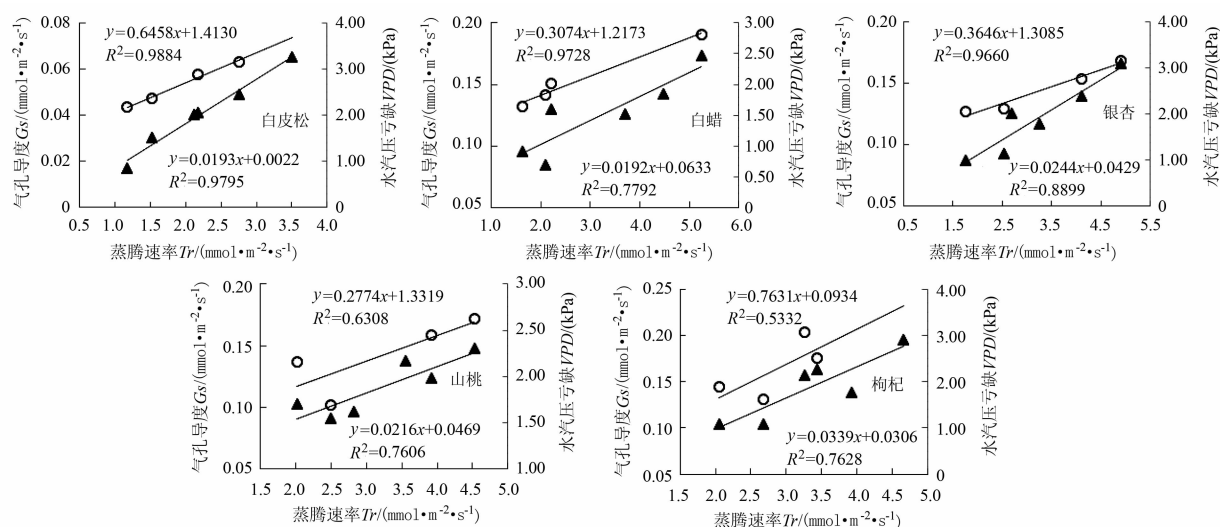 0.08
0.06
0.04
0.02
0
4.00
3.00
2.00
1.00
0
y=0.6458x+1.4130
R²=0.9884
白皮松
y=0.0193x+0.0022
R²=0.9795
0.5 1.0 1.5 2.0 2.5 3.0 3.5 4.0
气孔导度Gs/(mmol•m⁻²•s⁻¹)
水汽压亏缺VPD/(kPa)
蒸腾速率Tr/(mmol•m⁻²•s⁻¹)
0.20
0.15
0.10
0.05
3.0
2.5
2.0
1.5
1.0
0.5
0.0
y=0.3074x+1.2173
R²=0.9728
白蜡
y=0.0192x+0.0633
R²=0.7792
1.0 2.0 3.0 4.0 5.0 6.0
气孔导度Gs/(mmol•m⁻²•s⁻¹)
水汽压亏缺VPD/(kPa)
蒸腾速率Tr/(mmol•m⁻²•s⁻¹)
0.20
0.15
0.10
0.05
4.00
3.00
2.00
1.00
0
y=0.3646x+1.3085
R²=0.9660
银杏
y=0.0244x+0.0429
R²=0.8899
0.5 1.5 2.5 3.5 4.5 5.5
气孔导度Gs/(mmol•m⁻²•s⁻¹)
水汽压亏缺VPD/(kPa)
蒸腾速率Tr/(mmol•m⁻²•s⁻¹)
0.20
0.15
0.10
0.05
3.00
2.50
2.00
1.50
1.00
y=0.2774x+1.3319
R²=0.6308
山桃
y=0.0216x+0.0469
R²=0.7606
1.5 2.0 2.5 3.0 3.5 4.0 4.5 5.0
气孔导度Gs/(mmol•m⁻²•s⁻¹)
水汽压亏缺VPD/(kPa)
蒸腾速率Tr/(mmol•m⁻²•s⁻¹)
0.25
0.20
0.15
0.10
0.05
4.00
3.00
2.00
1.00
0
y=0.7631x+0.0934
R²=0.5332
枸杞
y=0.0339x+0.0306
R²=0.7628
1.5 2.0 2.5 3.0 3.5 4.0 4.5 5.0
气孔导度Gs/(mmol•m⁻²•s⁻¹)
水汽压亏缺VPD/(kPa)
蒸腾速率Tr/(mmol•m⁻²•s⁻¹)